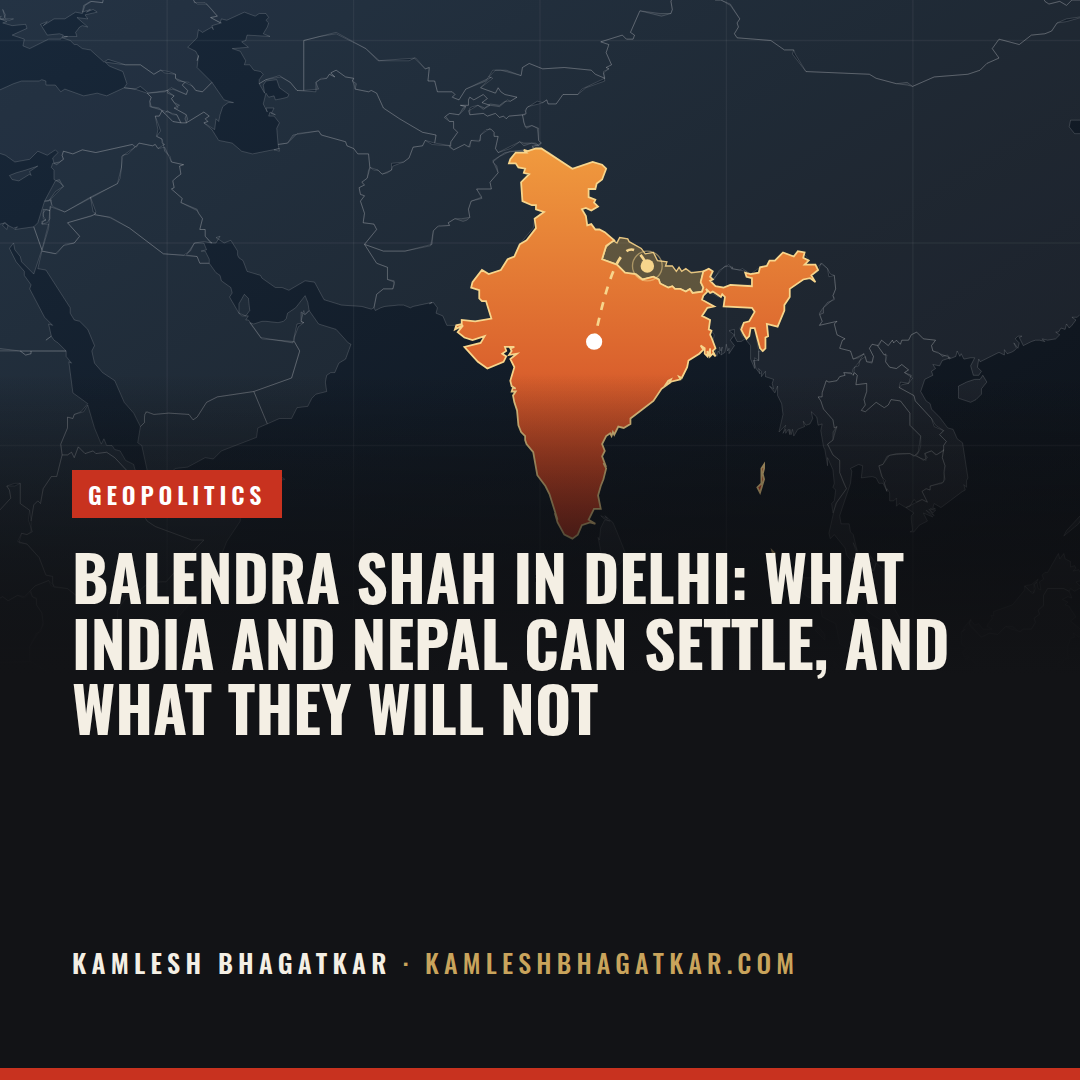 GEOPOLITICS
BALENDRA SHAH IN DELHI: WHAT
INDIA AND NEPAL CAN SETTLE, AND
WHAT THEY WILL NOT
KAMLESH BHAGATKAR · KAMLESHBHAGATKAR.COM